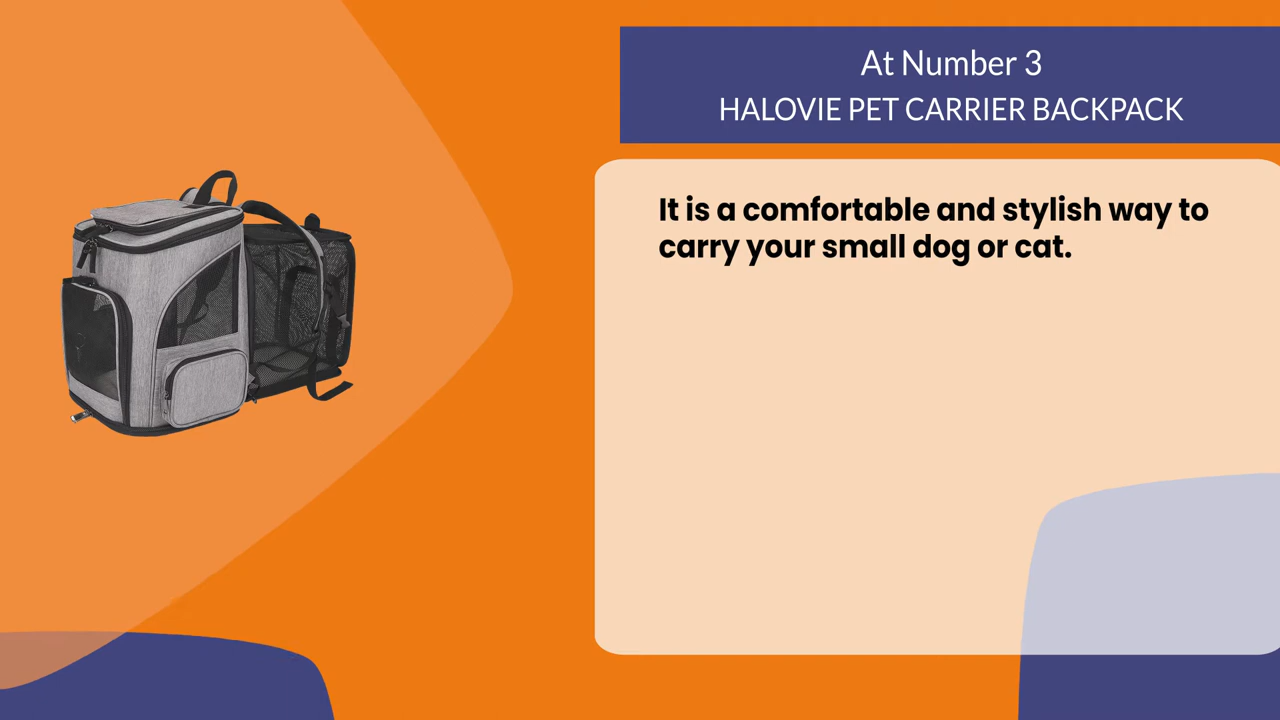 At Number 3
HALOVIE PET CARRIER BACKPACK
It is a comfortable and stylish way to
carry your small dog or cat.